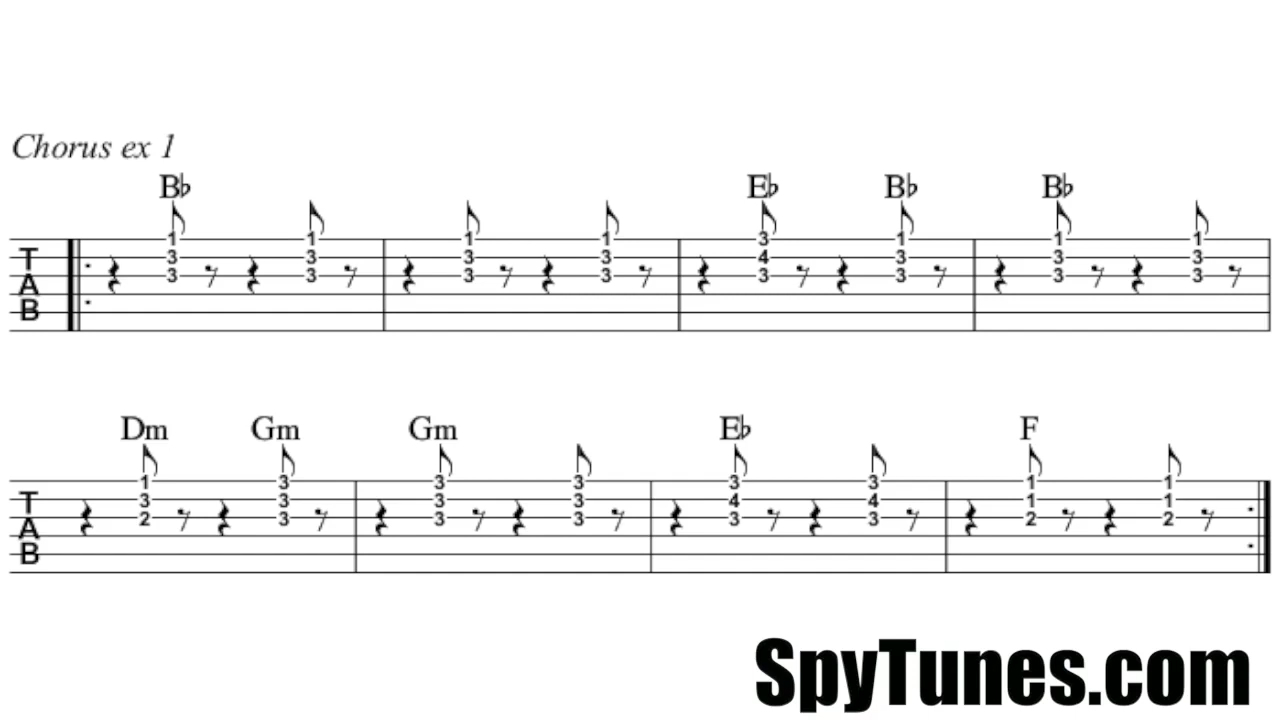 Chorus ex 1
B♭ E♭ B♭ B♭
1 1 1 1 3 1 1 1
T 3 3 3 3 4 3 3 3
A 3 3 3 3 3 3 3 3
B
Dm Gm Gm E♭ F
1 3 3 3 3 3 1 1
T 3 3 3 3 4 4 1 1
A 2 3 3 3 3 3 2 2
B
SpyTunes.com